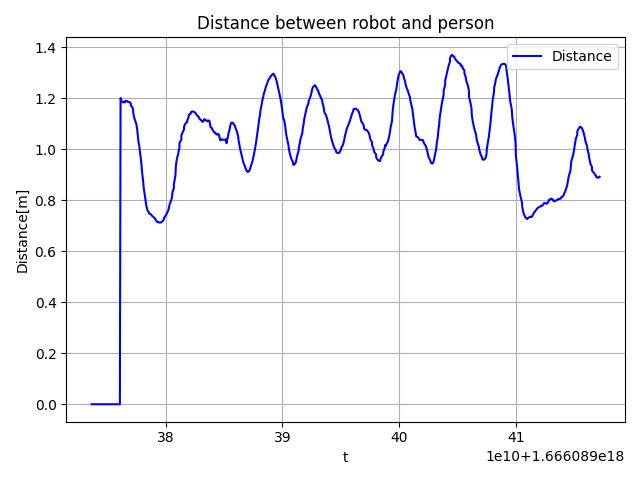 Distance between robot and person
Distance
Distance[m]
1.4
1.2
1.0
0.8
0.6
0.4
0.2
0.0
38 39 40 41
t
1e10+1.666089e18